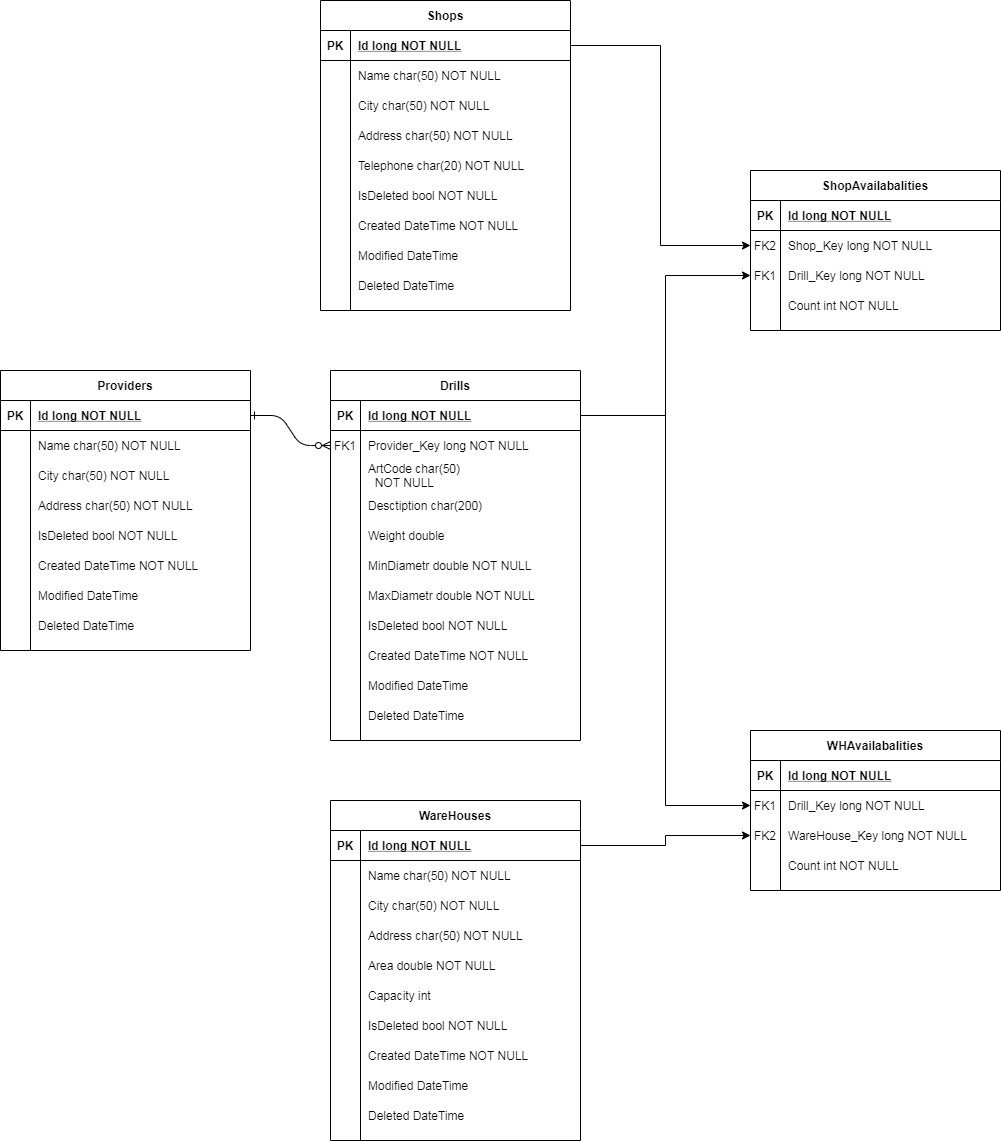 Shops
PK Id long NOT NULL
Name char(50) NOT NULL
City char(50) NOT NULL
Address char(50) NOT NULL
Telephone char(20) NOT NULL
IsDeleted bool NOT NULL
Created DateTime NOT NULL
Modified DateTime
Deleted DateTime
ShopAvailabalities
PK Id long NOT NULL
FK2 Shop_Key long NOT NULL
FK1 Drill_Key long NOT NULL
Count int NOT NULL
Providers
PK Id long NOT NULL
Name char(50) NOT NULL
City char(50) NOT NULL
Address char(50) NOT NULL
IsDeleted bool NOT NULL
Created DateTime NOT NULL
Modified DateTime
Deleted DateTime
Drills
PK Id long NOT NULL
FK1 Provider_Key long NOT NULL
ArtCode char(50)
NOT NULL
Desctiption char(200)
Weight double
MinDiametr double NOT NULL
MaxDiametr double NOT NULL
IsDeleted bool NOT NULL
Created DateTime NOT NULL
Modified DateTime
Deleted DateTime
WHAvailabalities
PK Id long NOT NULL
FK1 Drill_Key long NOT NULL
FK2 WareHouse_Key long NOT NULL
Count int NOT NULL
WareHouses
PK Id long NOT NULL
Name char(50) NOT NULL
City char(50) NOT NULL
Address char(50) NOT NULL
Area double NOT NULL
Capacity int
IsDeleted bool NOT NULL
Created DateTime NOT NULL
Modified DateTime
Deleted DateTime